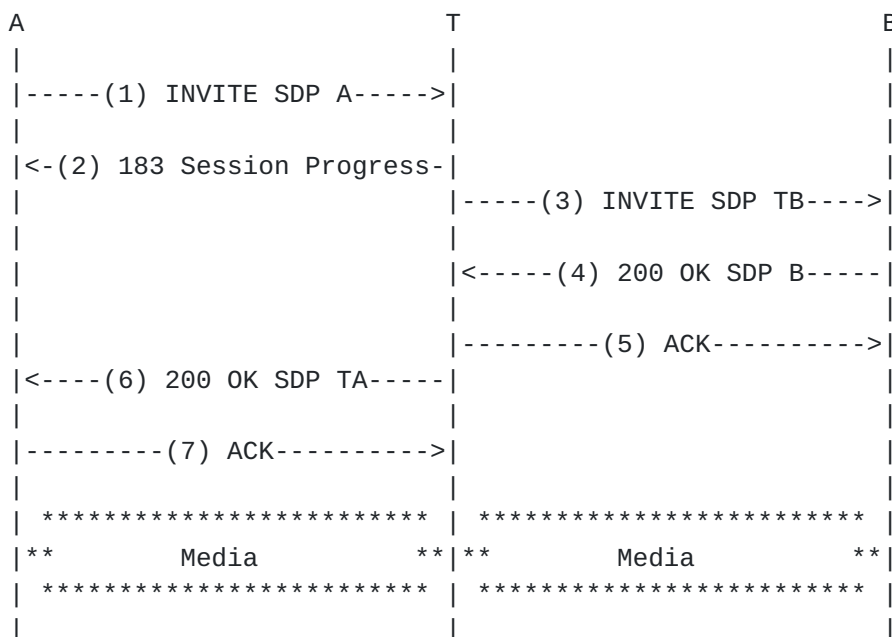 A                           T                           B
|                           |                           |
|-----(1) INVITE SDP A----->|                           |
|                           |                           |
|<-(2) 183 Session Progress-|                           |
|                           |-----(3) INVITE SDP TB---->|
|                           |                           |
|                           |<-----(4) 200 OK SDP B-----|
|                           |                           |
|                           |---------(5) ACK---------->|
|<----(6) 200 OK SDP TA-----|                           |
|                           |                           |
|---------(7) ACK---------->|                           |
|                           |                           |
| ************************* | ************************* |
|**          Media          **|**          Media          **|
| ************************* | ************************* |
|                           |                           |